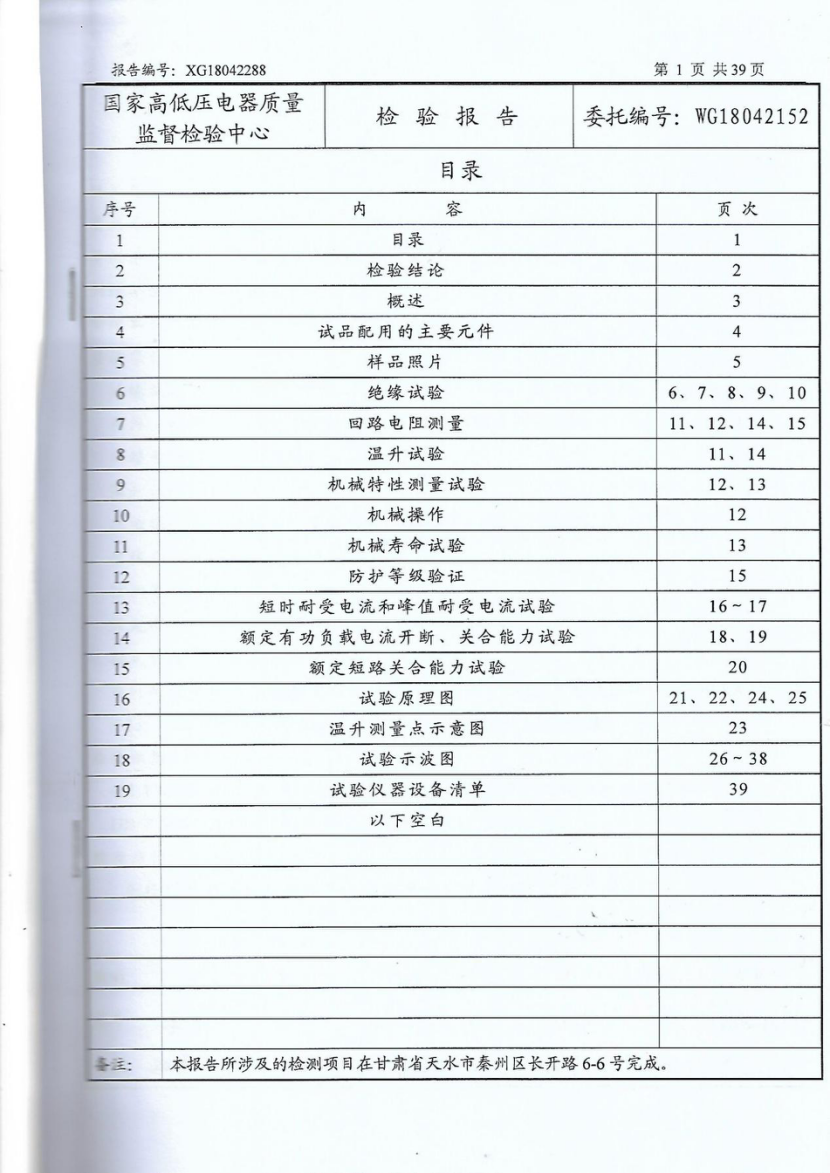 报告编号：XG18042288 第 1 页 共39页
国家高低压电器质量
监督检验中心
检 验 报 告
委托编号：WG18042152
目录
序号 内 容 页 次
1 目录 1
2 检验结论 2
3 概述 3
4 试品配用的主要元件 4
5 样品照片 5
6 绝缘试验 6、7、8、9、10
7 回路电阻测量 11、12、14、15
8 温升试验 11、14
9 机械特性测量试验 12、13
10 机械操作 12
11 机械寿命试验 13
12 防护等级验证 15
13 短时耐受电流和峰值耐受电流试验 16~17
14 额定有功负载电流开断、关合能力试验 18、19
15 额定短路关合能力试验 20
16 试验原理图 21、22、24、25
17 温升测量点示意图 23
18 试验示波图 26~38
19 试验仪器设备清单 39
以下空白
备注： 本报告所涉及的检测项目在甘肃省天水市秦州区长开路6-6号完成。